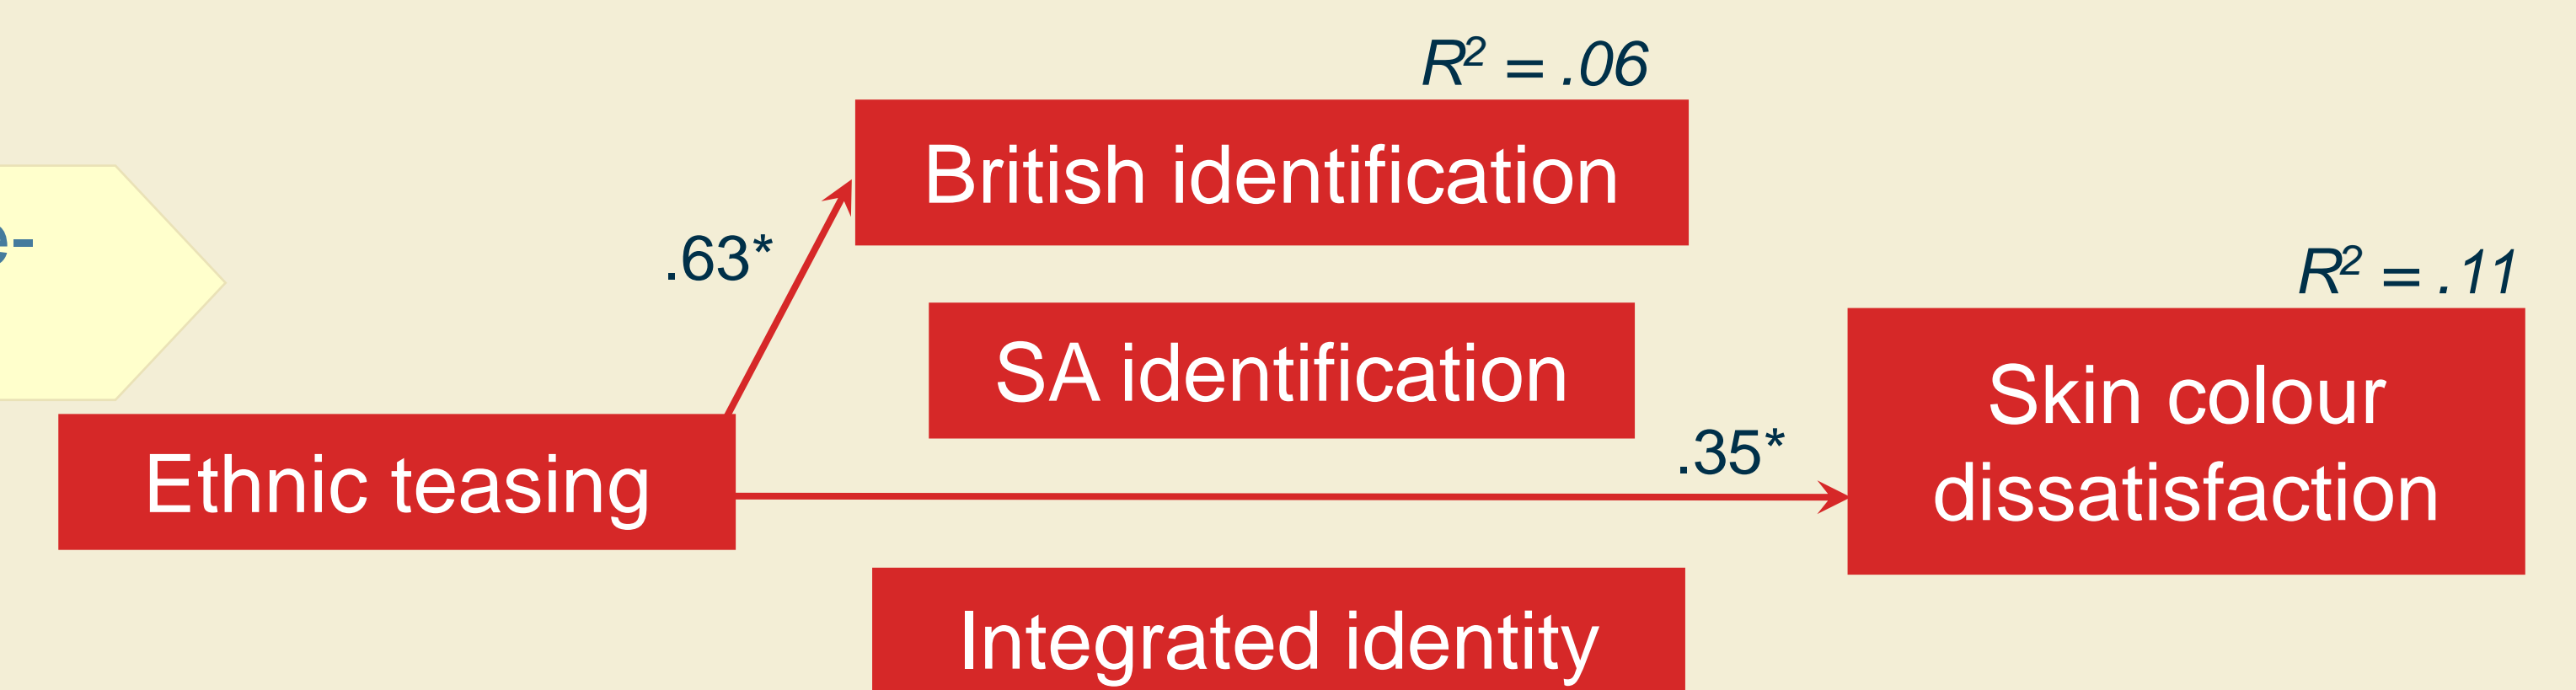 R² = .06
British identification
e-
.63*
R² = .11
SA identification
Skin colour
dissatisfaction
.35*
Ethnic teasing
Integrated identity